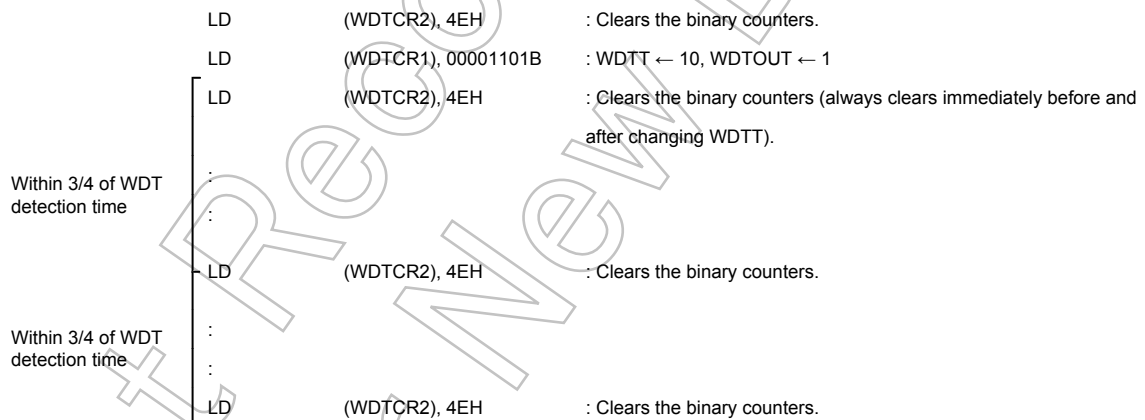 LD (WDTCR2), 4EH : Clears the binary counters.
LD (WDTCR1), 00001101B : WDTT ← 10, WDTOUT ← 1
LD (WDTCR2), 4EH : Clears the binary counters (always clears immediately before and
after changing WDTT).
Within 3/4 of WDT :
detection time :
LD (WDTCR2), 4EH : Clears the binary counters.
Within 3/4 of WDT :
detection time :
LD (WDTCR2), 4EH : Clears the binary counters.